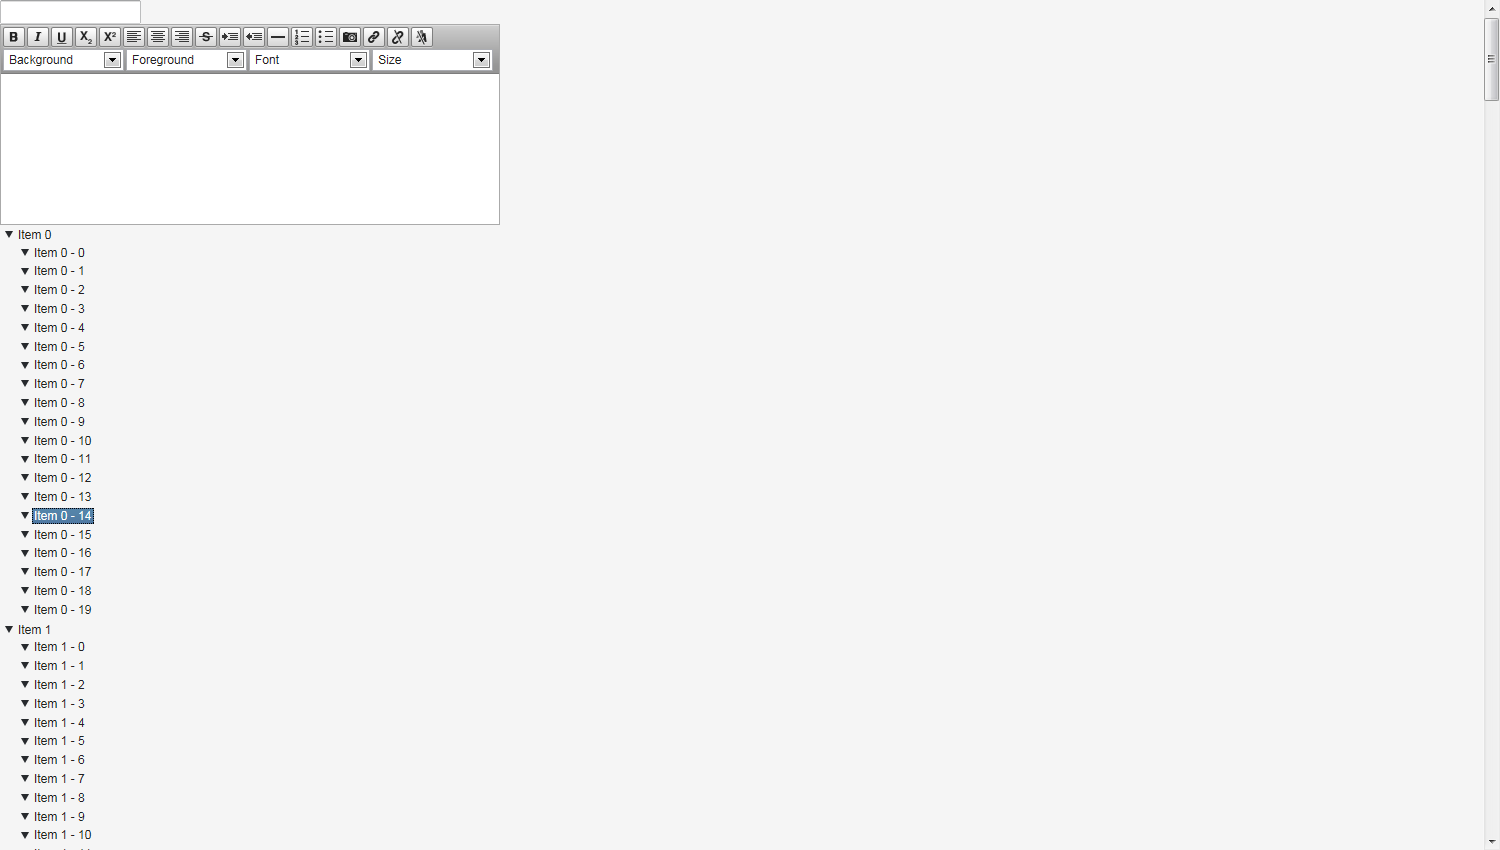 B I U X2 X² S
Background Foreground Font Size
Item 0
Item 0 - 0
Item 0 - 1
Item 0 - 2
Item 0 - 3
Item 0 - 4
Item 0 - 5
Item 0 - 6
Item 0 - 7
Item 0 - 8
Item 0 - 9
Item 0 - 10
Item 0 - 11
Item 0 - 12
Item 0 - 13
Item 0 - 14
Item 0 - 15
Item 0 - 16
Item 0 - 17
Item 0 - 18
Item 0 - 19
Item 1
Item 1 - 0
Item 1 - 1
Item 1 - 2
Item 1 - 3
Item 1 - 4
Item 1 - 5
Item 1 - 6
Item 1 - 7
Item 1 - 8
Item 1 - 9
Item 1 - 10